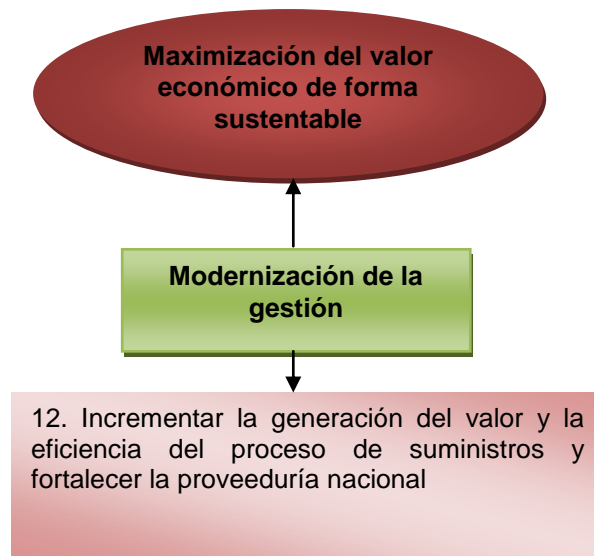 Maximización del valor
económico de forma
sustentable
Modernización de la
gestión
12. Incrementar la generación del valor y la
eficiencia del proceso de suministros y
fortalecer la proveeduría nacional